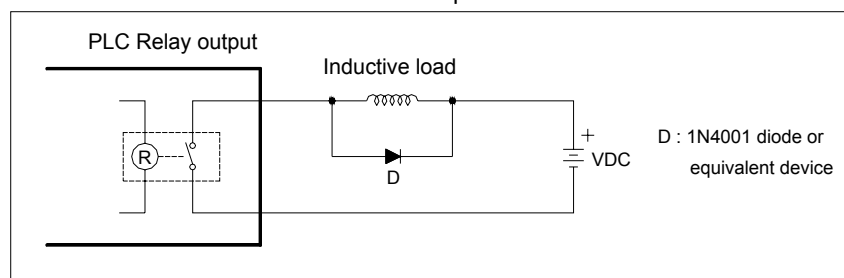 PLC Relay output
Inductive load
R
D
+
VDC
D : 1N4001 diode or
equivalent device